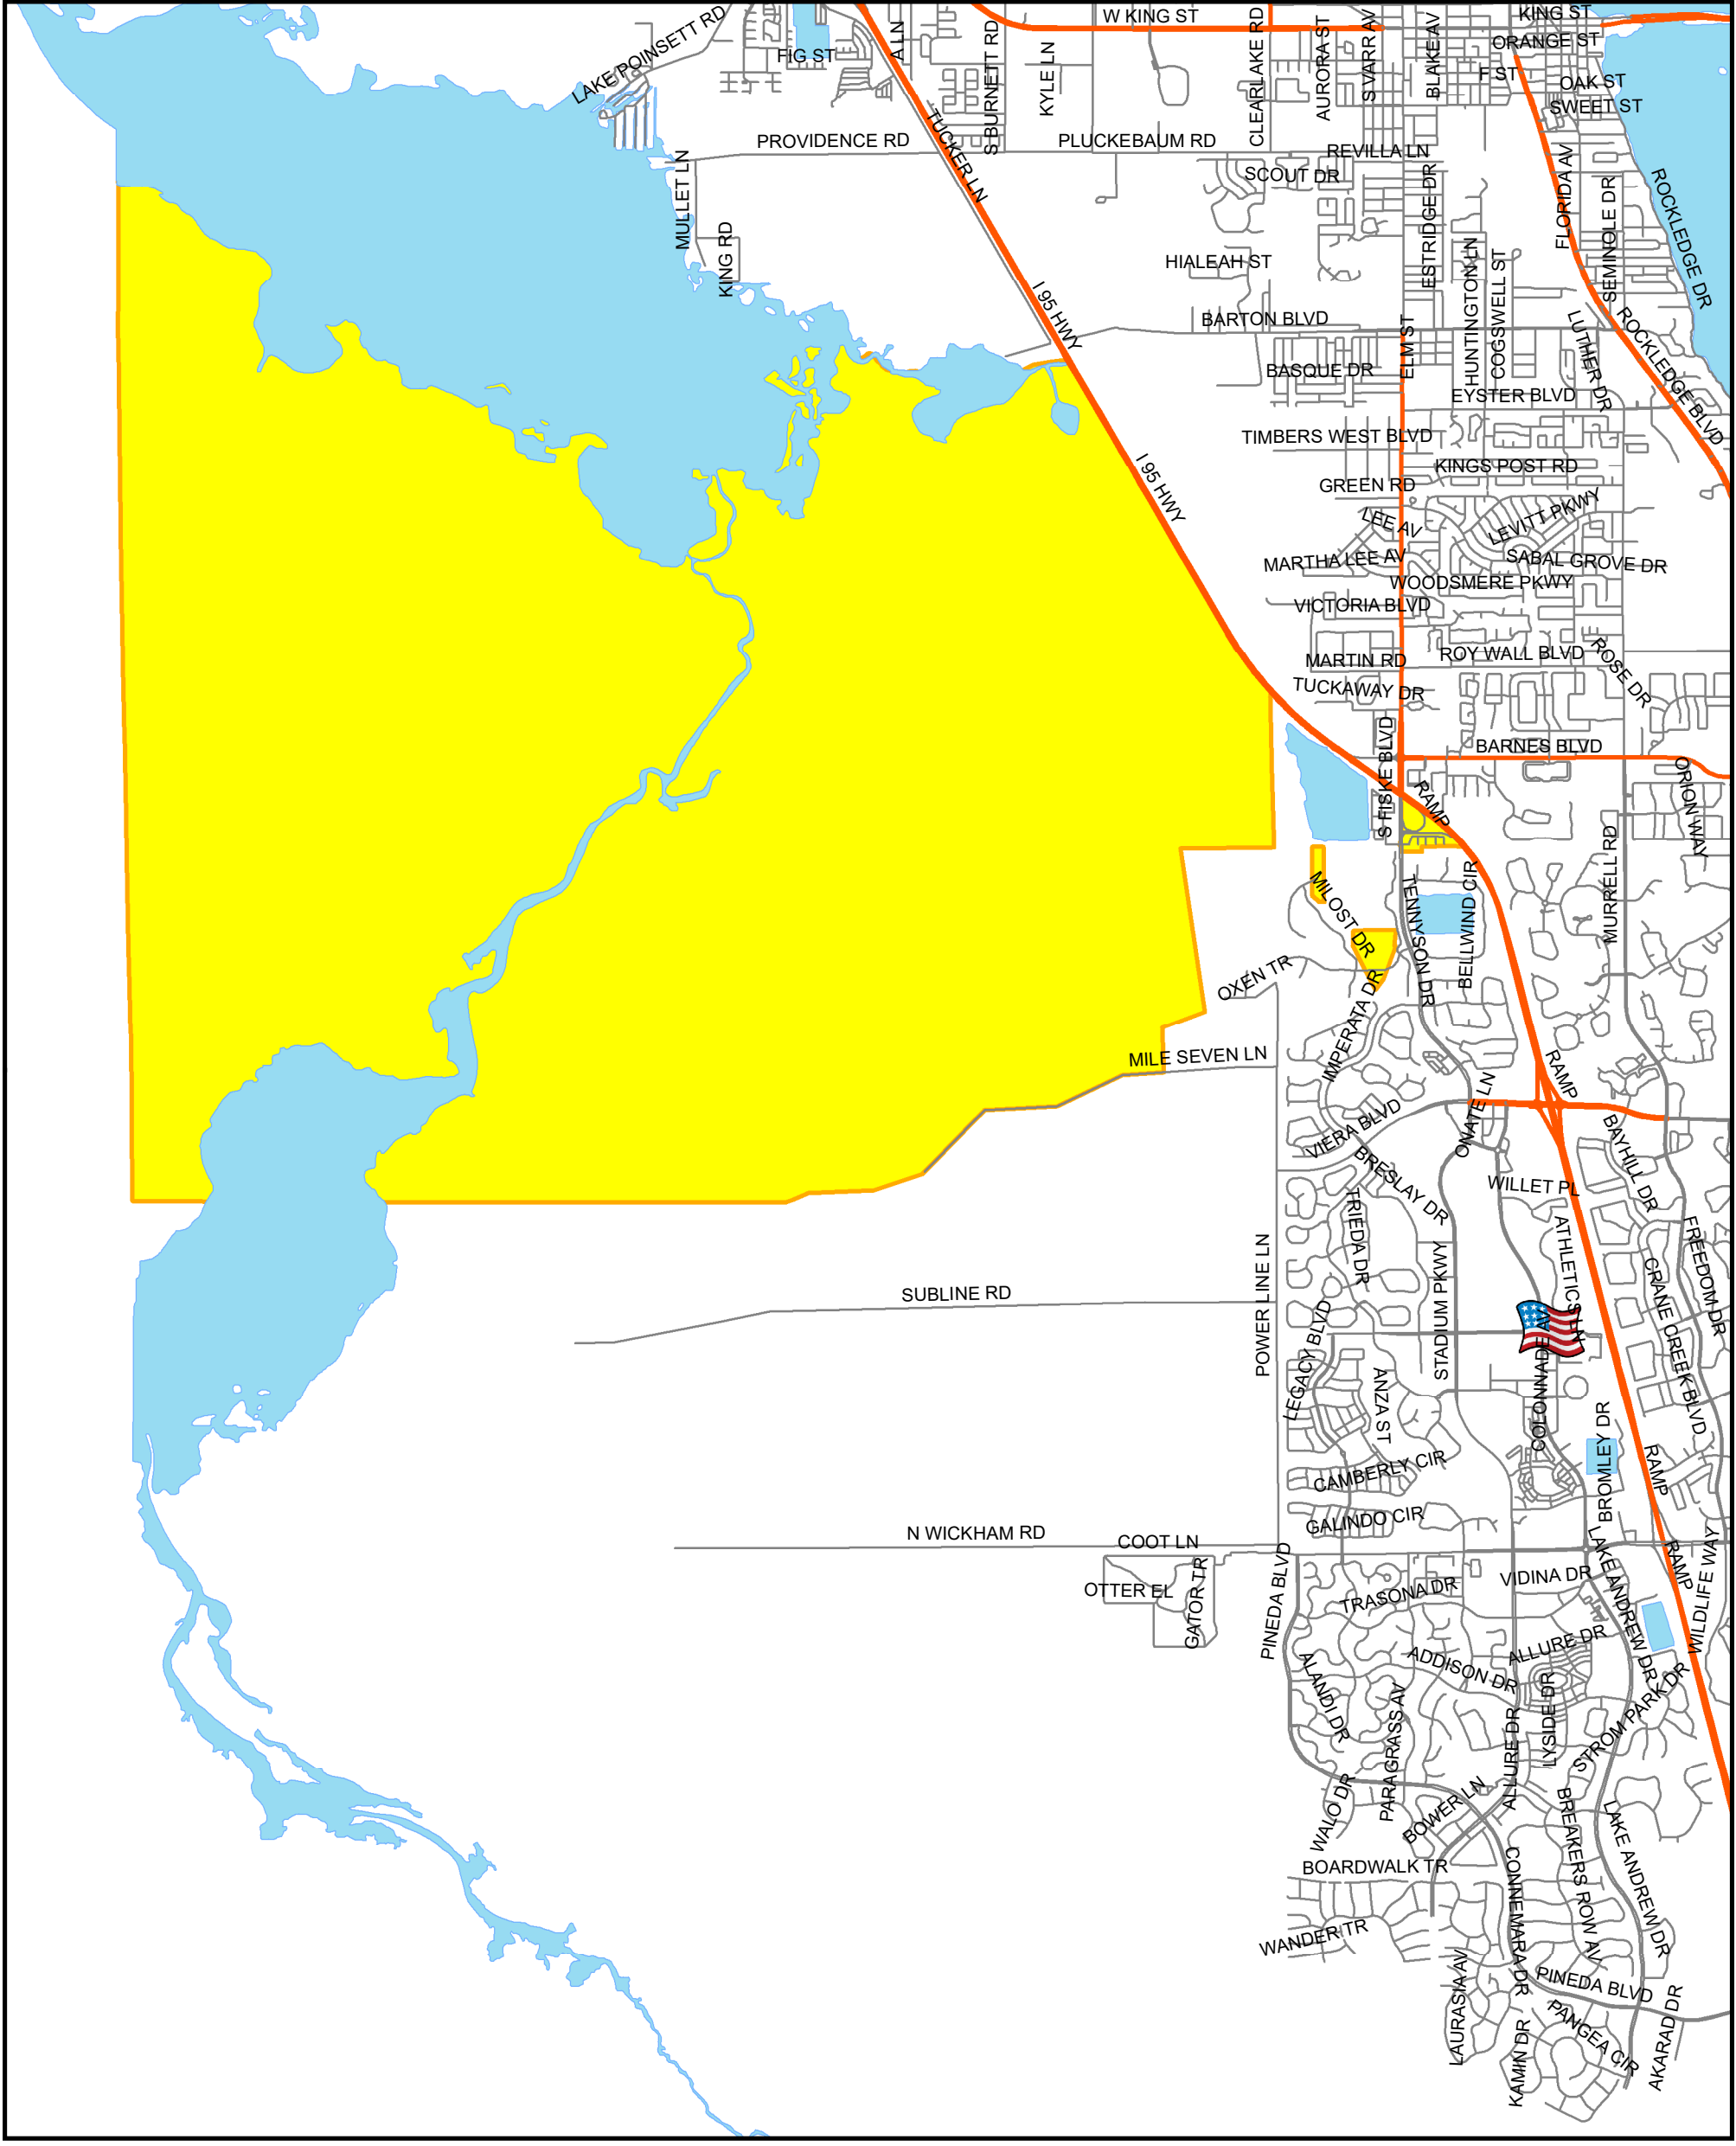 W KING ST
KING ST
LAKE POINSETT RD
FIG ST
A LN
S BURNETT RD
KYLE LN
CLEARLAKE RD
AURORA ST
S VARR AV
BLAKE AV
ORANGE ST
F ST
OAK ST
SWEET ST
TUCKER LN
PROVIDENCE RD
PLUCKEBAUM RD
REVILLA LN
SCOUT DR
MULLET LN
KING RD
ESTRIDGE DR
FLORIDA AV
SEMINOLE DR
ROCKLEDGE DR
HIALEAH ST
HUNTINGTON LN
COGSWELL ST
I 95 HWY
BARTON BLVD
ELM ST
LUTHER DR
ROCKLEDGE BLVD
BASQUE DR
EYSTER BLVD
TIMBERS WEST BLVD
KINGS POST RD
I 95 HWY
GREEN RD
LEE AV
LEVITT PKWY
MARTHA LEE AV
SABAL GROVE DR
WOODSMERE PKWY
VICTORIA BLVD
MARTIN RD
ROY WALL BLVD
ROSE DR
TUCKAWAY DR
S FISKE BLVD
BARNES BLVD
RAMP
ORION WAY
MURRELL RD
MILOST DR
TENNYSON DR
BELLWIND CIR
OXEN TR
IMPERATA DR
MILE SEVEN LN
RAMP
ONATE LN
VIERA BLVD
BAYHILL DR
BRESLAY DR
WILLET PL
TRIEDA DR
ATHLETICS LN
FREEDOM DR
POWER LINE LN
STADIUM PKWY
CRANE CREEK BLVD
SUBLINE RD
LEGACY BLVD
COLONNADE AV
ANZA ST
BROMLEY DR
RAMP
CAMBERLY CIR
GALINDO CIR
N WICKHAM RD
COOT LN
OTTER EL
GATOR TR
PINEDA BLVD
TRASONA DR
VIDINA DR
LAKE ANDREW DR
RAMP
WILDLIFE WAY
ALLURE DR
ADDISON DR
ALANDI DR
PARAGRASS AV
LYSIDE DR
STROM PARK DR
ALLURE DR
WALO DR
BOWER LN
BREAKERS ROW AV
LAKE ANDREW DR
BOARDWALK TR
CONNEMARA DR
WANDER TR
LAURASIA AV
PINEDA BLVD
KAMIN DR
PANGEA CIR
AKARAD DR